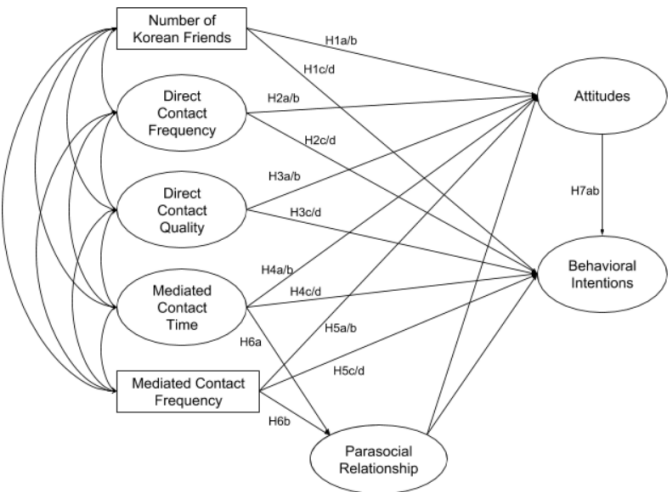 Number of
Korean Friends
H1a/b
H1c/d
Direct
Contact
Frequency
H2a/b
H2c/d
Attitudes
H3a/b
Direct
Contact
Quality
H3c/d
H7ab
H4a/b
Mediated
Contact
Time
H4c/d
Behavioral
Intentions
H5a/b
H6a
H5c/d
Mediated Contact
Frequency
H6b
Parasocial
Relationship